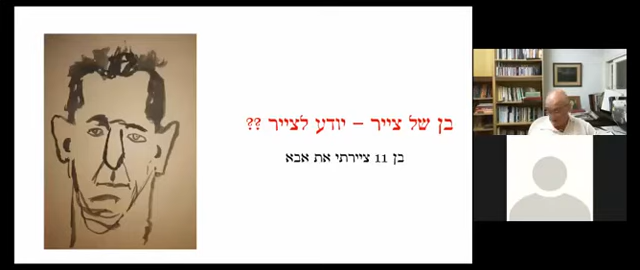 בן של צייר – יודע לצייר ??
בן 11 ציירתי את אבא